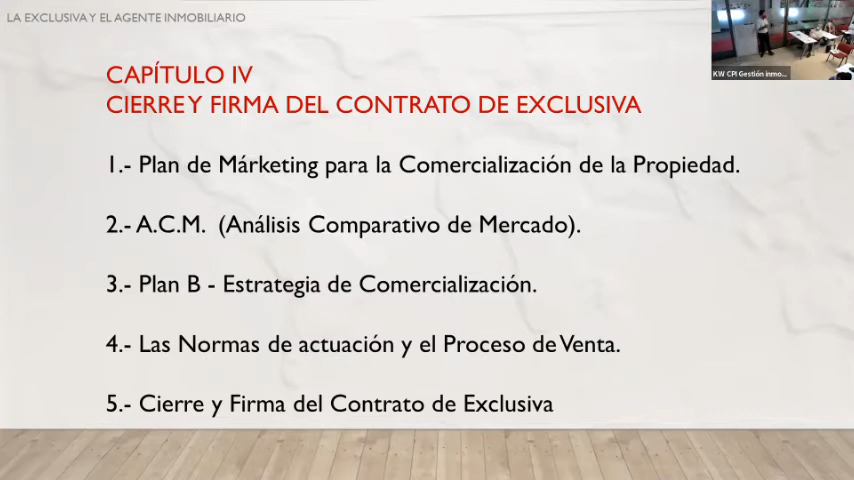 LA EXCLUSIVA Y EL AGENTE INMOBILIARIO
KW CPI Gestión inmo...
CAPÍTULO IV
CIERRE Y FIRMA DEL CONTRATO DE EXCLUSIVA
1.- Plan de Márketing para la Comercialización de la Propiedad.
2.- A.C.M. (Análisis Comparativo de Mercado).
3.- Plan B - Estrategia de Comercialización.
4.- Las Normas de actuación y el Proceso de Venta.
5.- Cierre y Firma del Contrato de Exclusiva